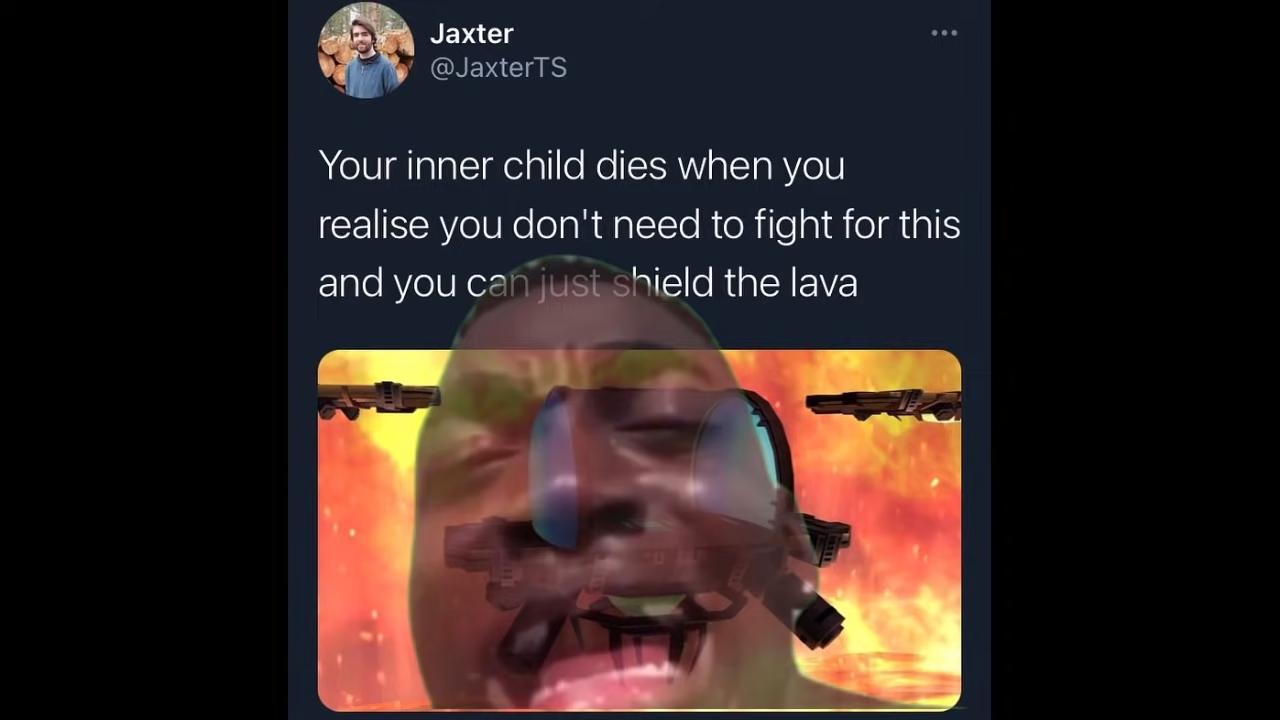 Jaxter
@JaxterTS
Your inner child dies when you
realise you don't need to fight for this
and you can just shield the lava